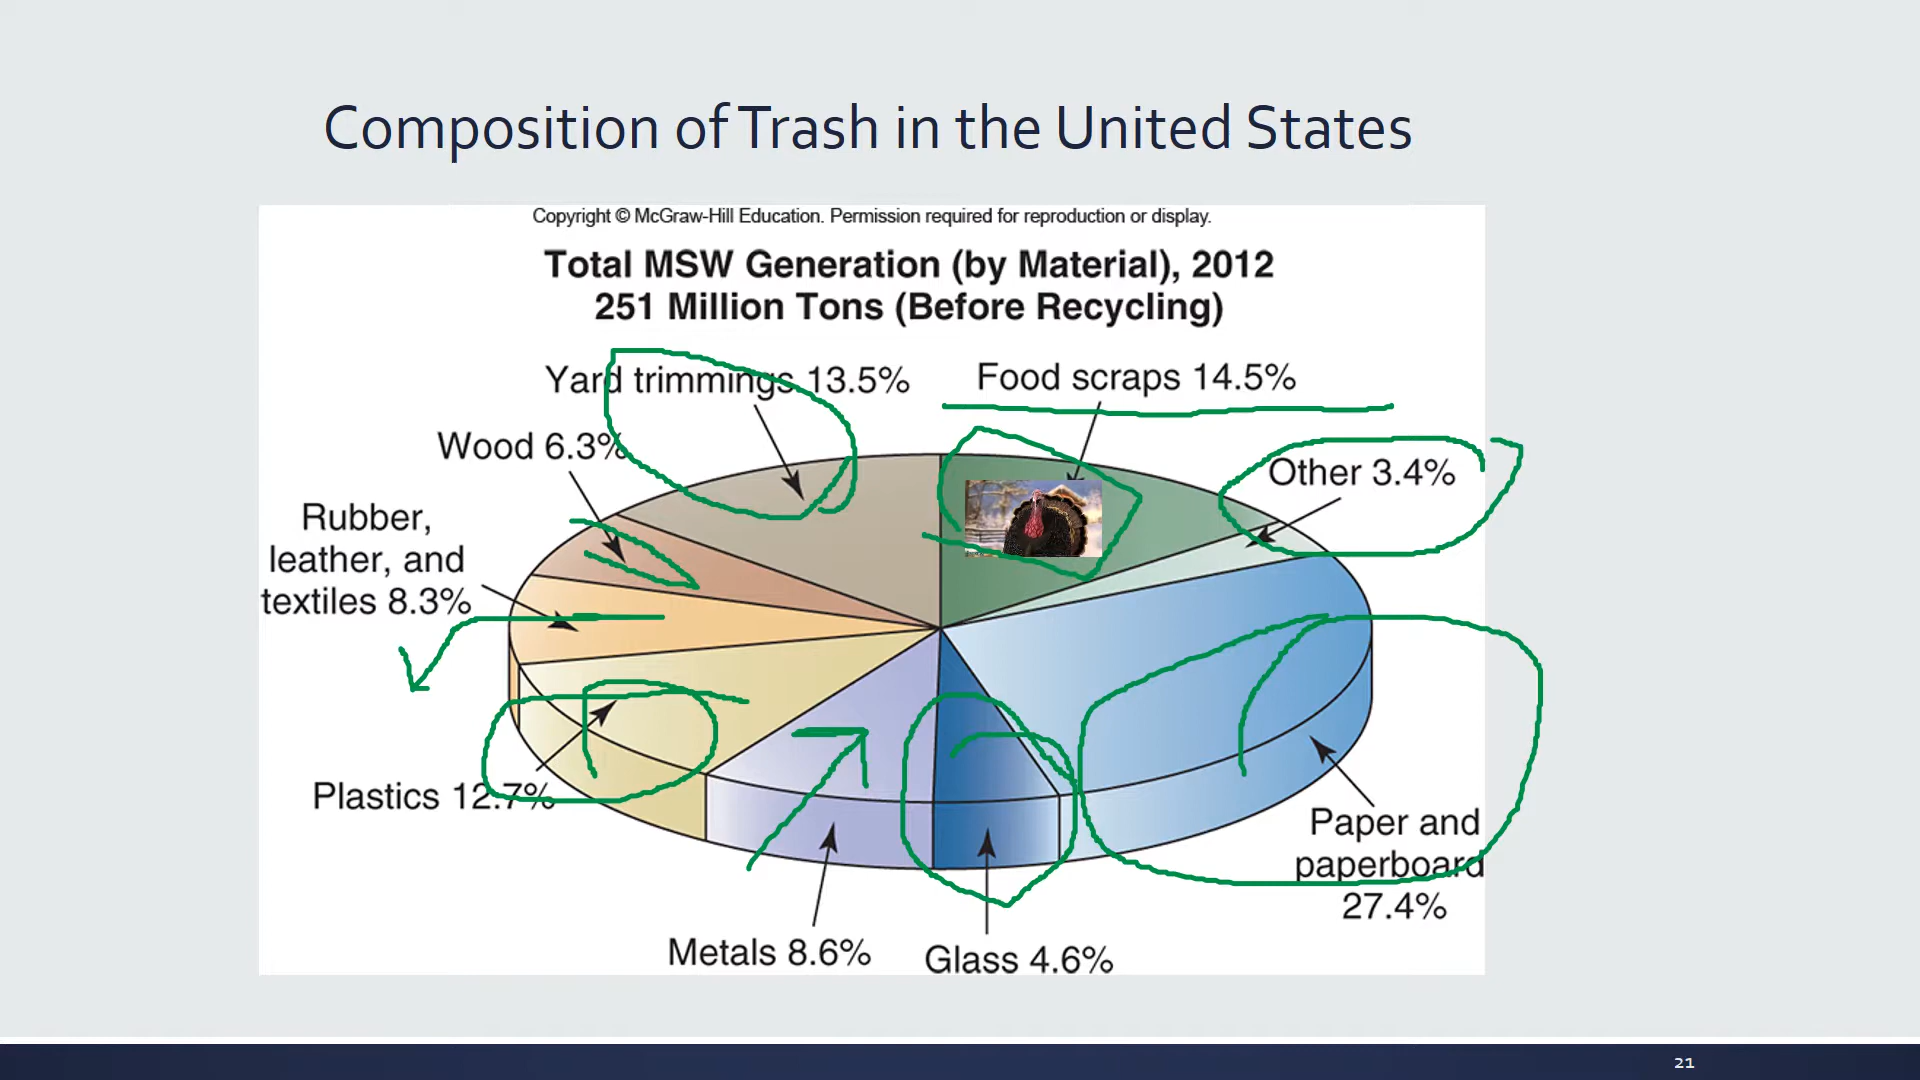 Composition of Trash in the United States
Copyright © McGraw-Hill Education. Permission required for reproduction or display.
Total MSW Generation (by Material), 2012
251 Million Tons (Before Recycling)
Yard trimmings 13.5%
Food scraps 14.5%
Wood 6.3%
Other 3.4%
Rubber,
leather, and
textiles 8.3%
Plastics 12.7%
Paper and
paperboard
27.4%
Metals 8.6%
Glass 4.6%
21